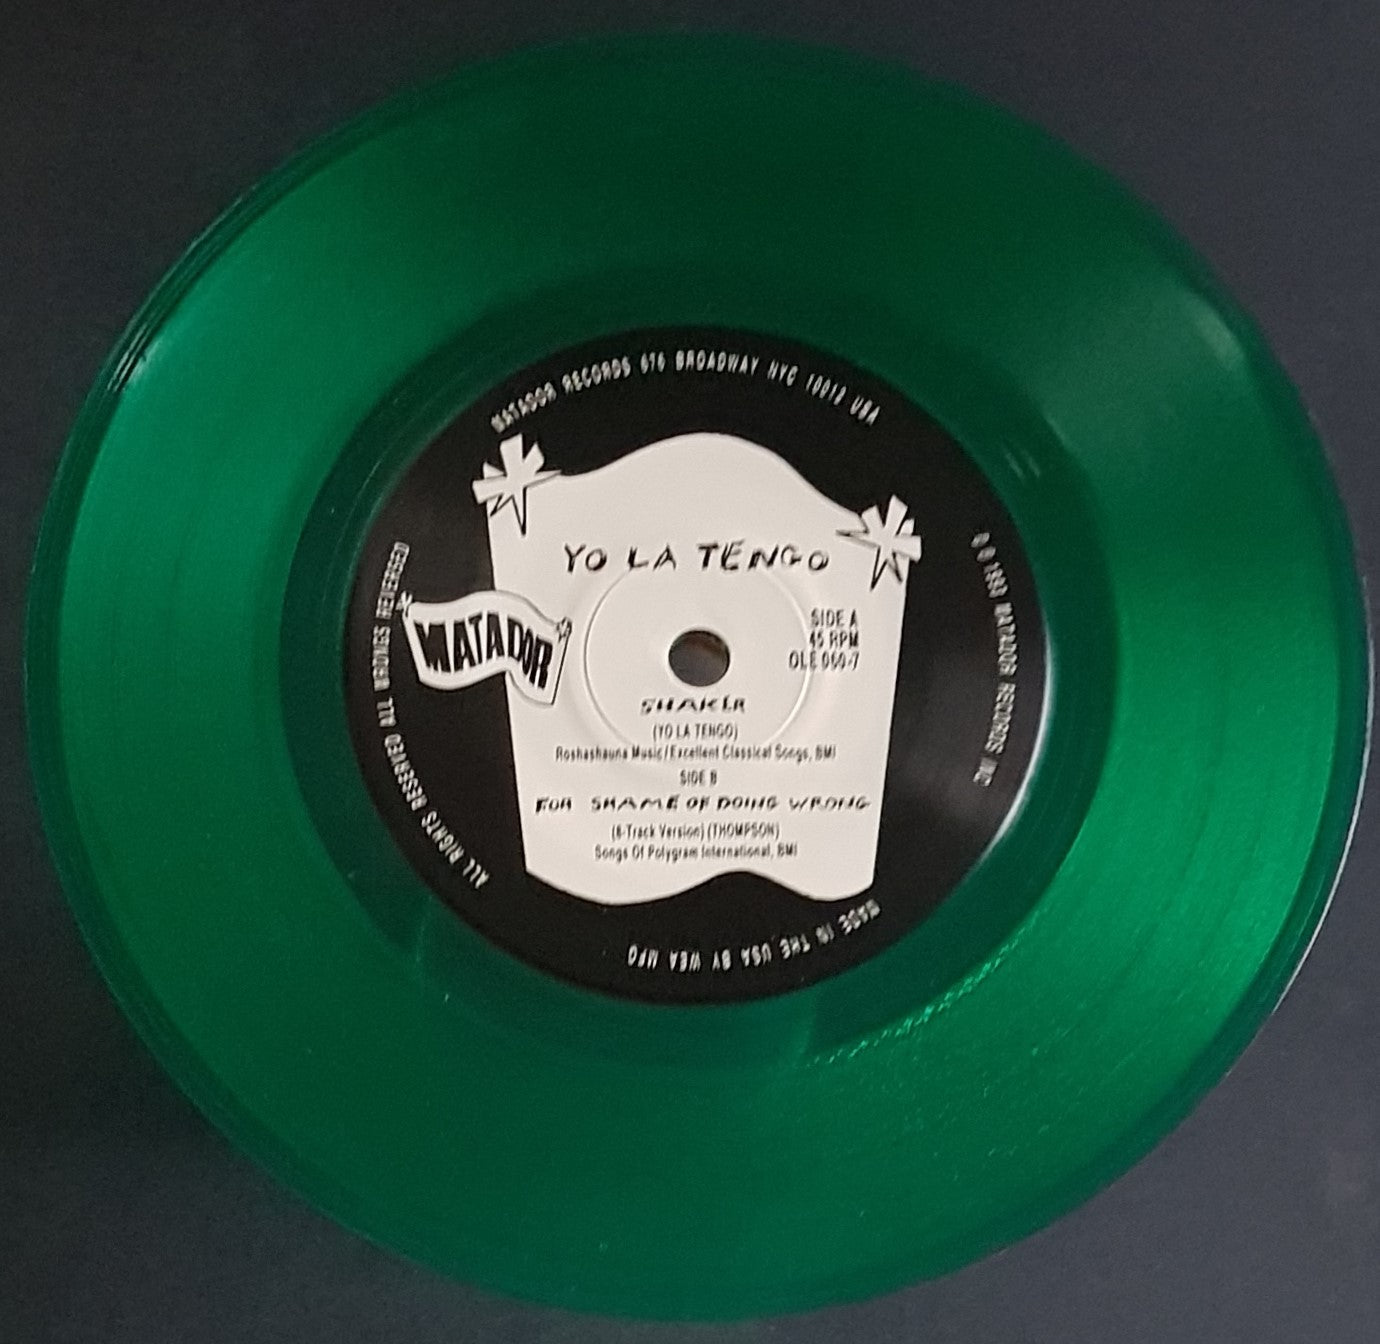 MATADOR RECORDS 676 BROADWAY NYC 10012 USA
YO LA TENGO
MATADOR
SIDE A
45 RPM
OLE 060-7
SHAKER
(YO LA TENGO)
Roshashauna Music/Excellent Classical Songs, BMI
SIDE B
FOR SHAME OF DOING WRONG
(8-Track Version) (THOMPSON)
Songs Of Polygram International, BMI
℗ © 1993 MATADOR RECORDS INC
MADE IN THE USA BY WEA MFG
ALL RIGHTS RESERVED ALL WRONGS REVERSED